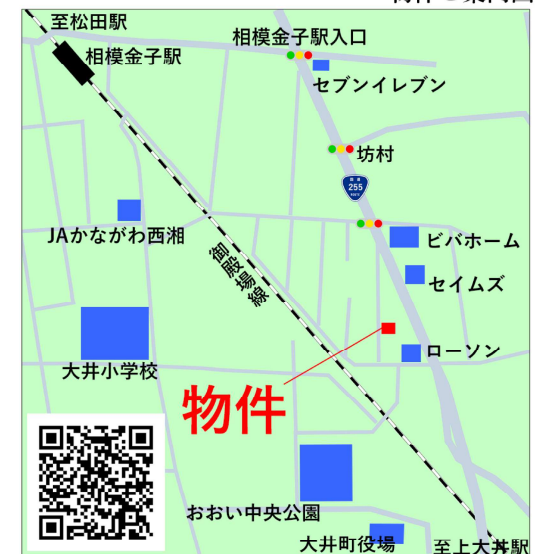 至松田駅
相模金子駅
相模金子駅入口
セブンイレブン
坊村
255
JAかながわ西湘
御殿場線
ビバホーム
セイムズ
ローソン
大井小学校
物件
おおい中央公園
大井町役場
至上大井駅